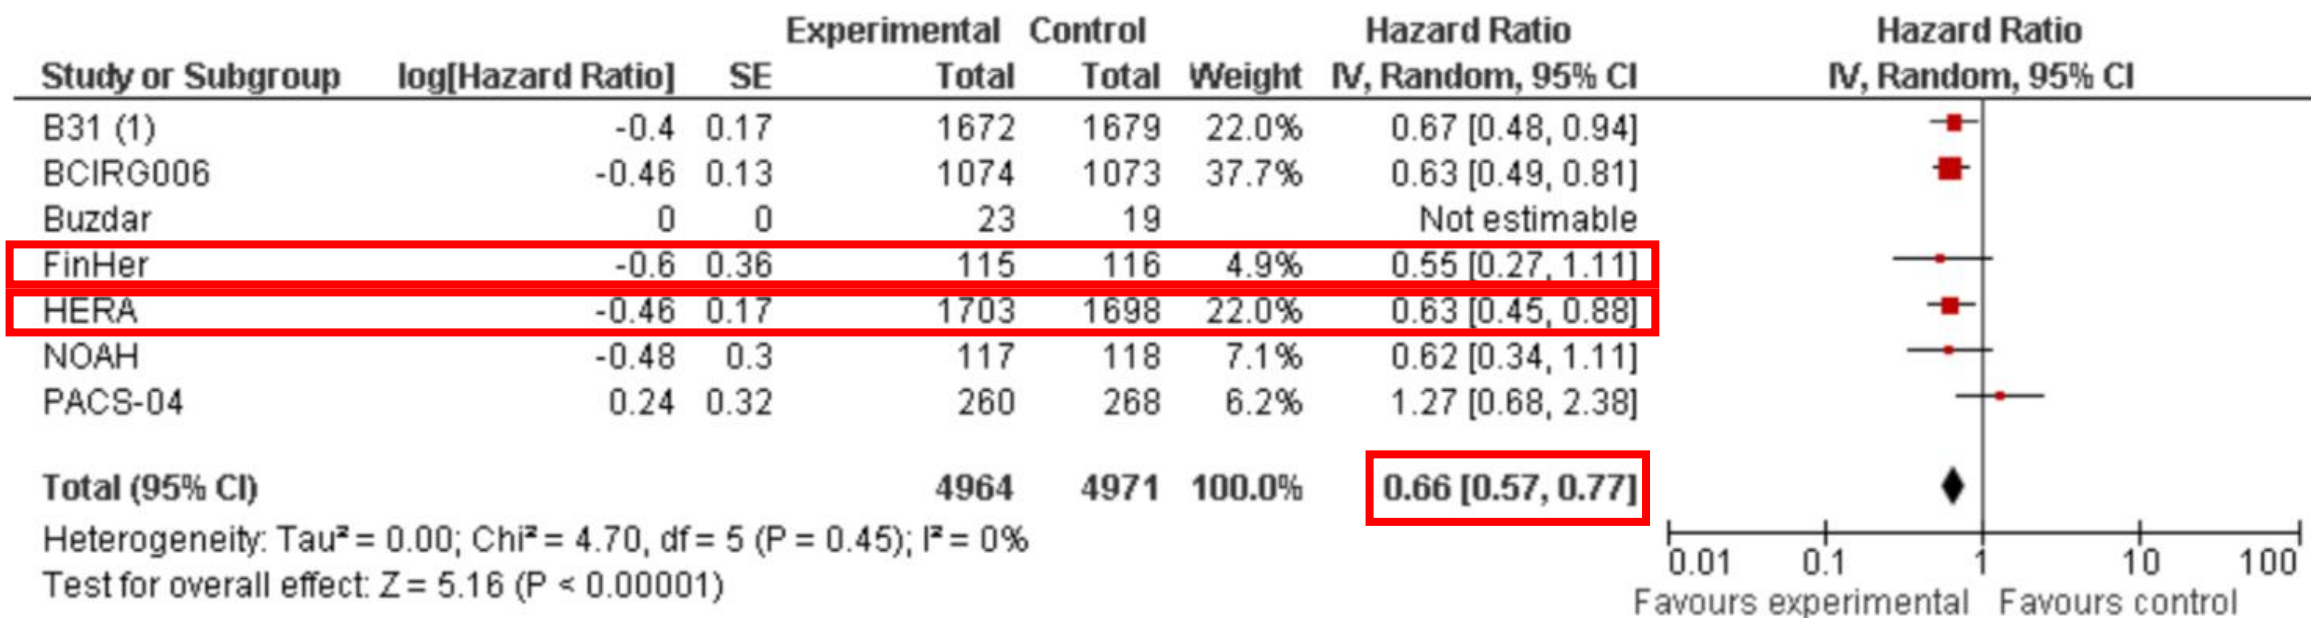 Experimental Control Hazard Ratio Hazard Ratio
Study or Subgroup log[Hazard Ratio] SE Total Total Weight IV, Random, 95% CI IV, Random, 95% CI
B31 (1) -0.4 0.17 1672 1679 22.0% 0.67 [0.48, 0.94]
BCIRG006 -0.46 0.13 1074 1073 37.7% 0.63 [0.49, 0.81]
Buzdar 0 0 23 19 Not estimable
FinHer -0.6 0.36 115 116 4.9% 0.55 [0.27, 1.11]
HERA -0.46 0.17 1703 1698 22.0% 0.63 [0.45, 0.88]
NOAH -0.48 0.3 117 118 7.1% 0.62 [0.34, 1.11]
PACS-04 0.24 0.32 260 268 6.2% 1.27 [0.68, 2.38]
Total (95% CI) 4964 4971 100.0% 0.66 [0.57, 0.77]
Heterogeneity: Tau² = 0.00; Chi² = 4.70, df = 5 (P = 0.45); I² = 0%
Test for overall effect: Z = 5.16 (P < 0.00001)
0.01 0.1 1 10 100
Favours experimental Favours control